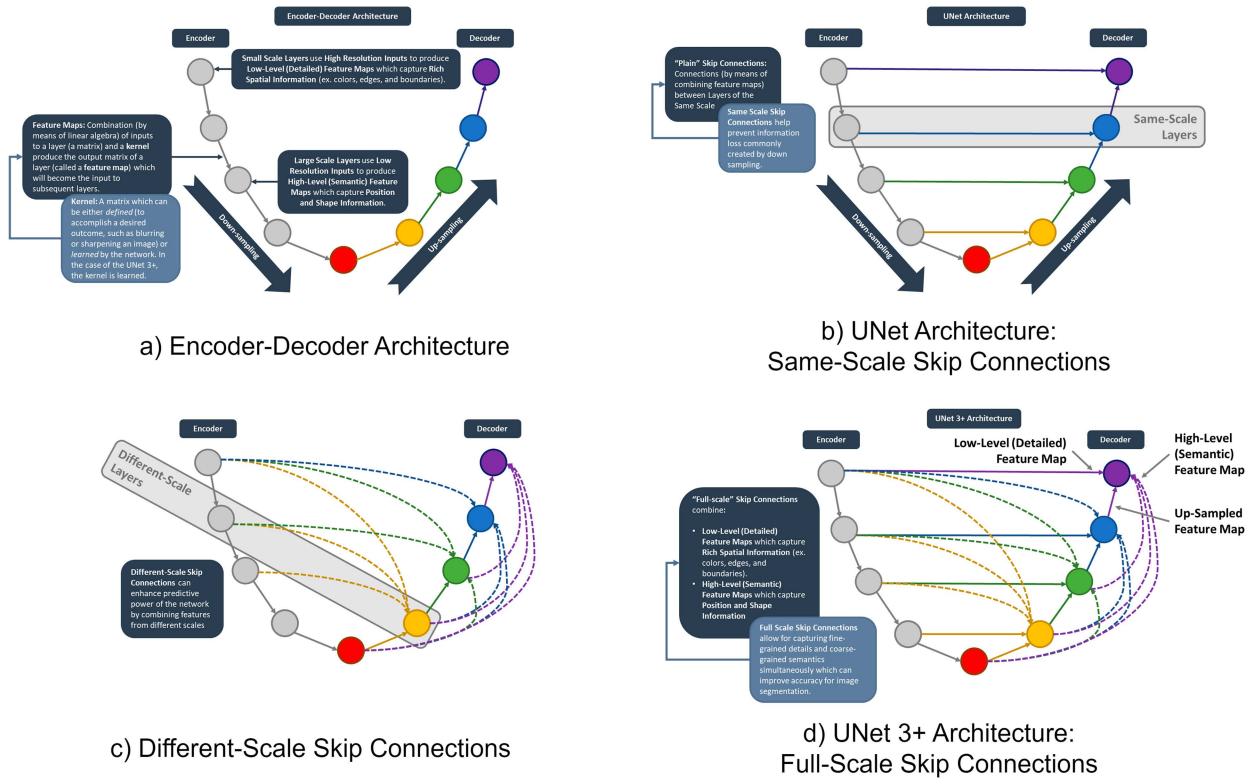 Encoder-Decoder Architecture
Encoder
Decoder
Small Scale Layers use High Resolution Inputs to produce
Low-Level (Detailed) Feature Maps which capture Rich
Spatial Information (ex. colors, edges, and boundaries).
Feature Maps: Combination (by
means of linear algebra) of inputs
to a layer (a matrix) and a kernel
produce the output matrix of a
layer (called a feature map) which
will become the input to
subsequent layers.
Kernel: A matrix which can
be either defined (to
accomplish a desired
outcome, such as blurring
or sharpening an image) or
learned by the network. In
the case of the UNet 3+,
the kernel is learned.
Large Scale Layers use Low
Resolution Inputs to produce
High-Level (Semantic) Feature
Maps which capture Position
and Shape Information.
Down-sampling
Up-sampling
a) Encoder-Decoder Architecture
UNet Architecture
Encoder
Decoder
"Plain" Skip Connections:
Connections (by means of
combining feature maps)
between Layers of the
Same Scale
Same Scale Skip
Connections help
prevent information
loss commonly
created by down
sampling.
Same-Scale
Layers
Down-sampling
Up-sampling
b) UNet Architecture:
Same-Scale Skip Connections
Encoder
Decoder
Different-Scale
Layers
Different-Scale Skip
Connections can
enhance predictive
power of the network
by combining features
from different scales
c) Different-Scale Skip Connections
UNet 3+ Architecture
Encoder
Decoder
Low-Level (Detailed)
Feature Map
High-Level
(Semantic)
Feature Map
Up-Sampled
Feature Map
"Full-scale" Skip Connections
combine:
• Low-Level (Detailed)
Feature Maps which capture
Rich Spatial Information (ex.
colors, edges, and
boundaries).
• High-Level (Semantic)
Feature Maps which capture
Position and Shape
Information
Full Scale Skip Connections
allow for capturing fine-
grained details and coarse-
grained semantics
simultaneously which can
improve accuracy for image
segmentation.
d) UNet 3+ Architecture:
Full-Scale Skip Connections